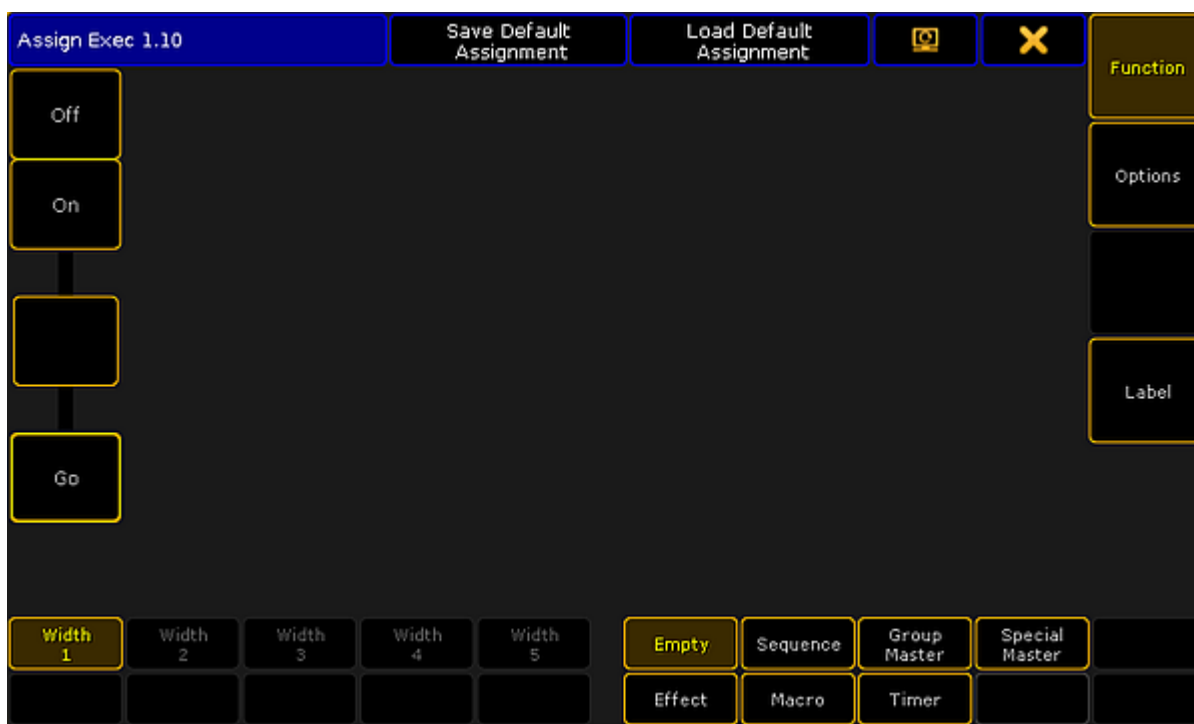 Assign Exec 1.10
Save Default
Assignment
Load Default
Assignment
Function
Off
On
Options
Label
Go
Width
1
Width
2
Width
3
Width
4
Width
5
Empty
Sequence
Group
Master
Special
Master
Effect
Macro
Timer